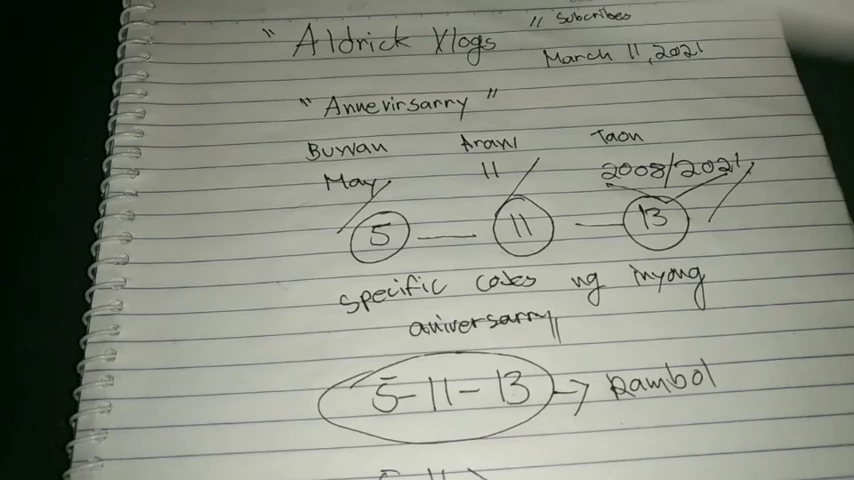 " Aldrick Vlogs " Subcribes
March 11, 2021
" Annevirsarry "
Buwan Araw Taon
May 11 2008/2021
5 — 11 — 13
specific codes ng inyong
aniversarry
5-11-13 → Rambol